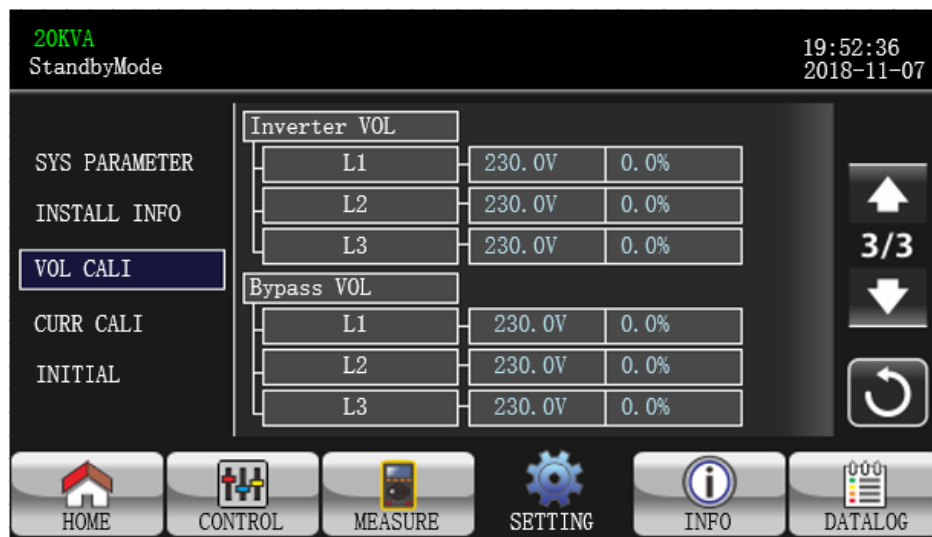 20KVA
StandbyMode
19:52:36
2018-11-07
SYS PARAMETER
INSTALL INFO
VOL CALI
CURR CALI
INITIAL
Inverter VOL
L1 230.0V 0.0%
L2 230.0V 0.0%
L3 230.0V 0.0%
Bypass VOL
L1 230.0V 0.0%
L2 230.0V 0.0%
L3 230.0V 0.0%
3/3
HOME CONTROL MEASURE SETTING INFO DATALOG